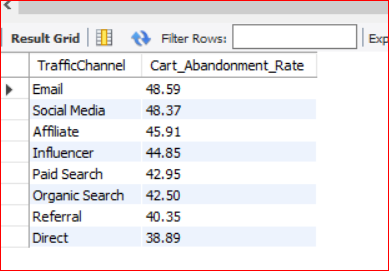 Result Grid Filter Rows: Exp
TrafficChannel Cart_Abandonment_Rate
Email 48.59
Social Media 48.37
Affiliate 45.91
Influencer 44.85
Paid Search 42.95
Organic Search 42.50
Referral 40.35
Direct 38.89